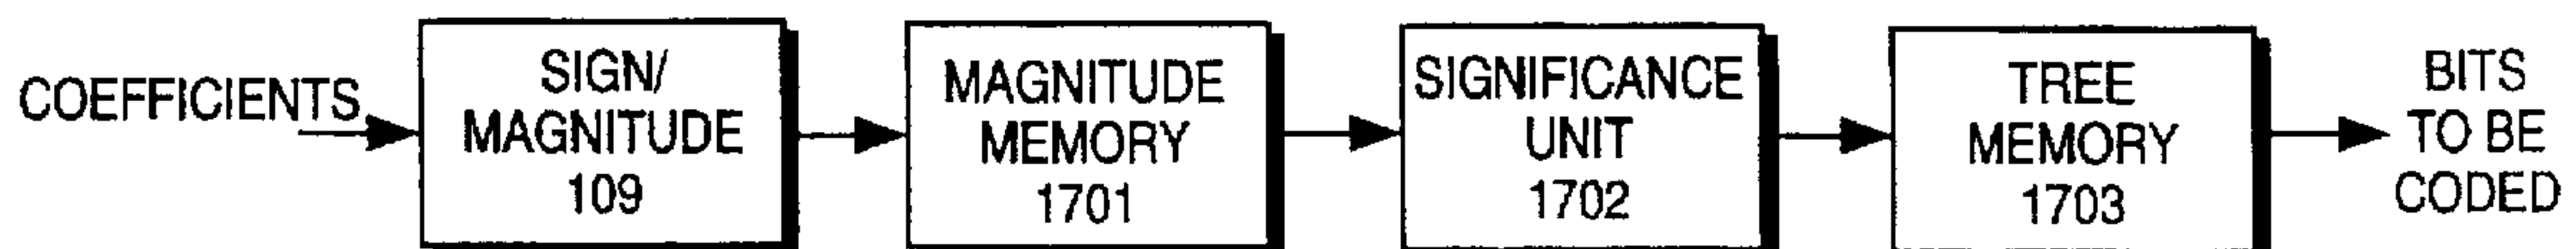 COEFFICIENTS
SIGN/
MAGNITUDE
109
MAGNITUDE
MEMORY
1701
SIGNIFICANCE
UNIT
1702
TREE
MEMORY
1703
BITS
TO BE
CODED